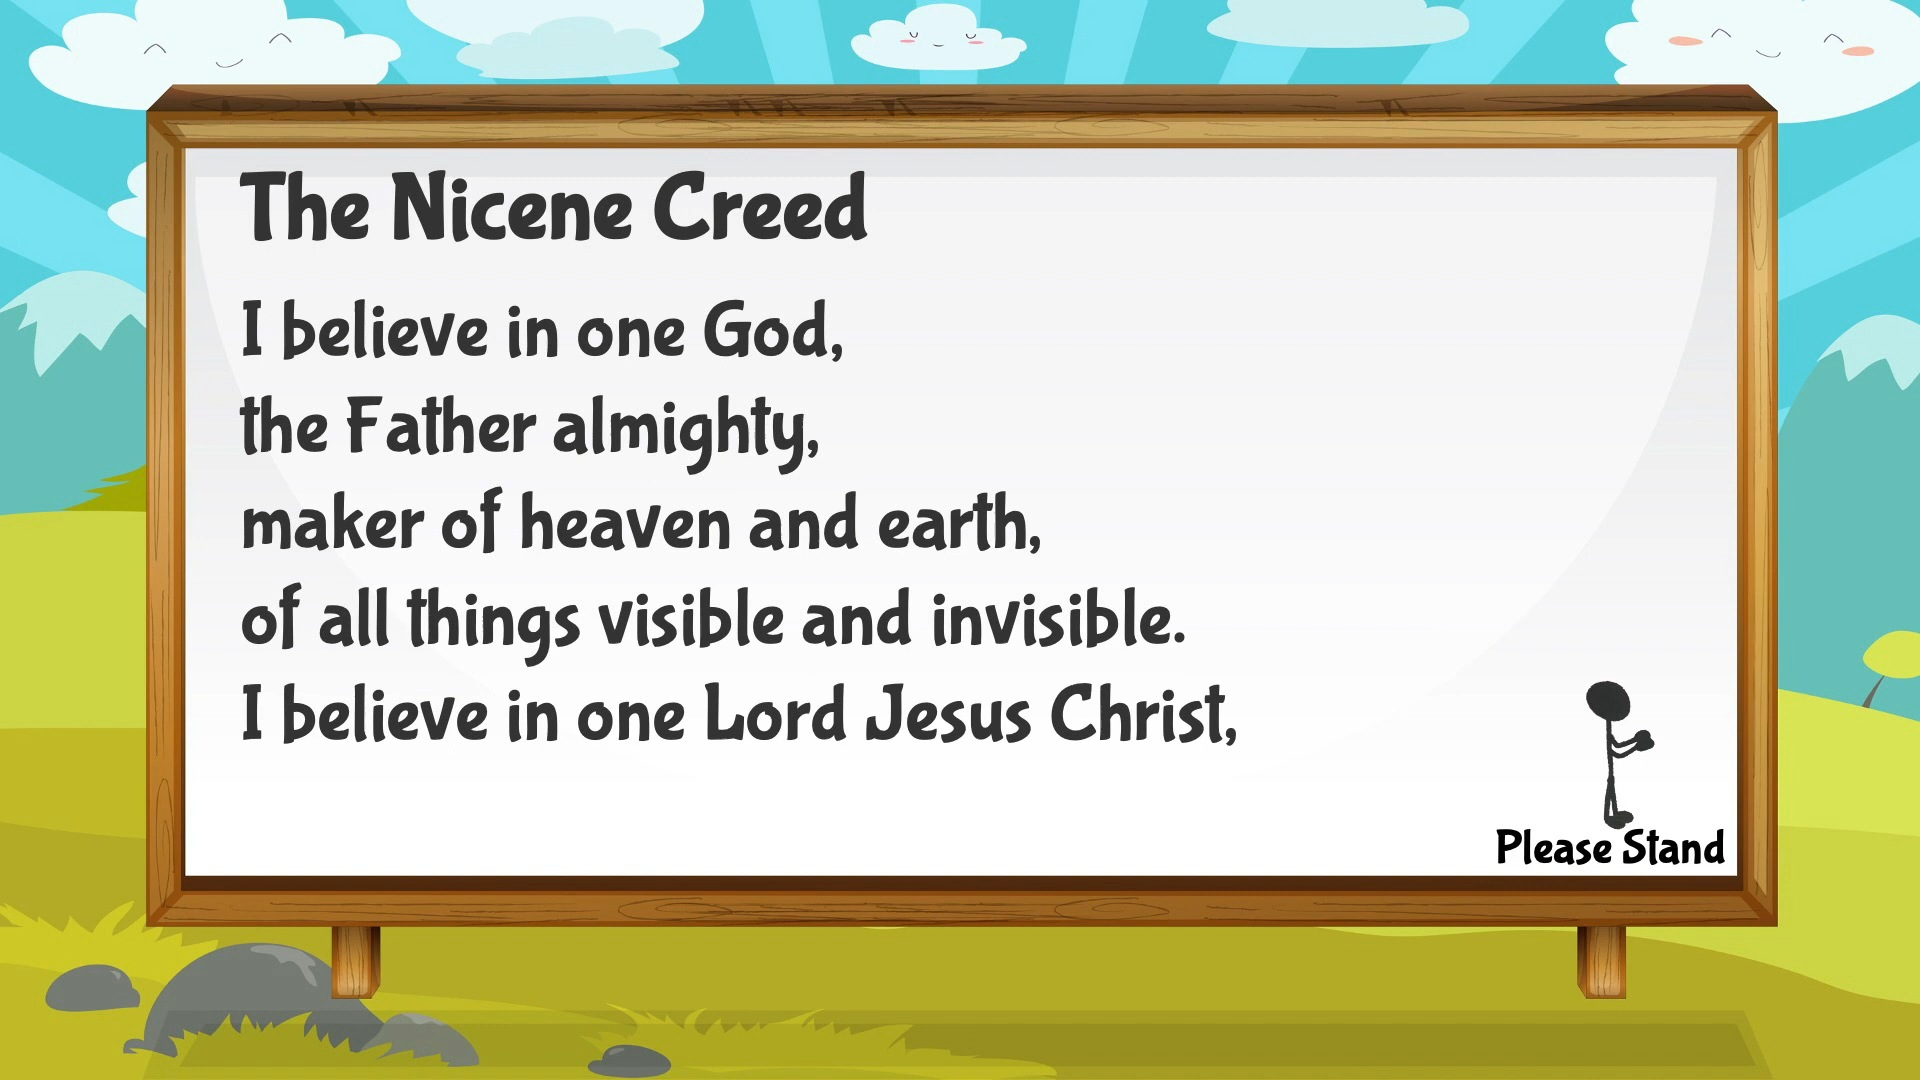 The Nicene Creed
I believe in one God,
the Father almighty,
maker of heaven and earth,
of all things visible and invisible.
I believe in one Lord Jesus Christ,
Please Stand